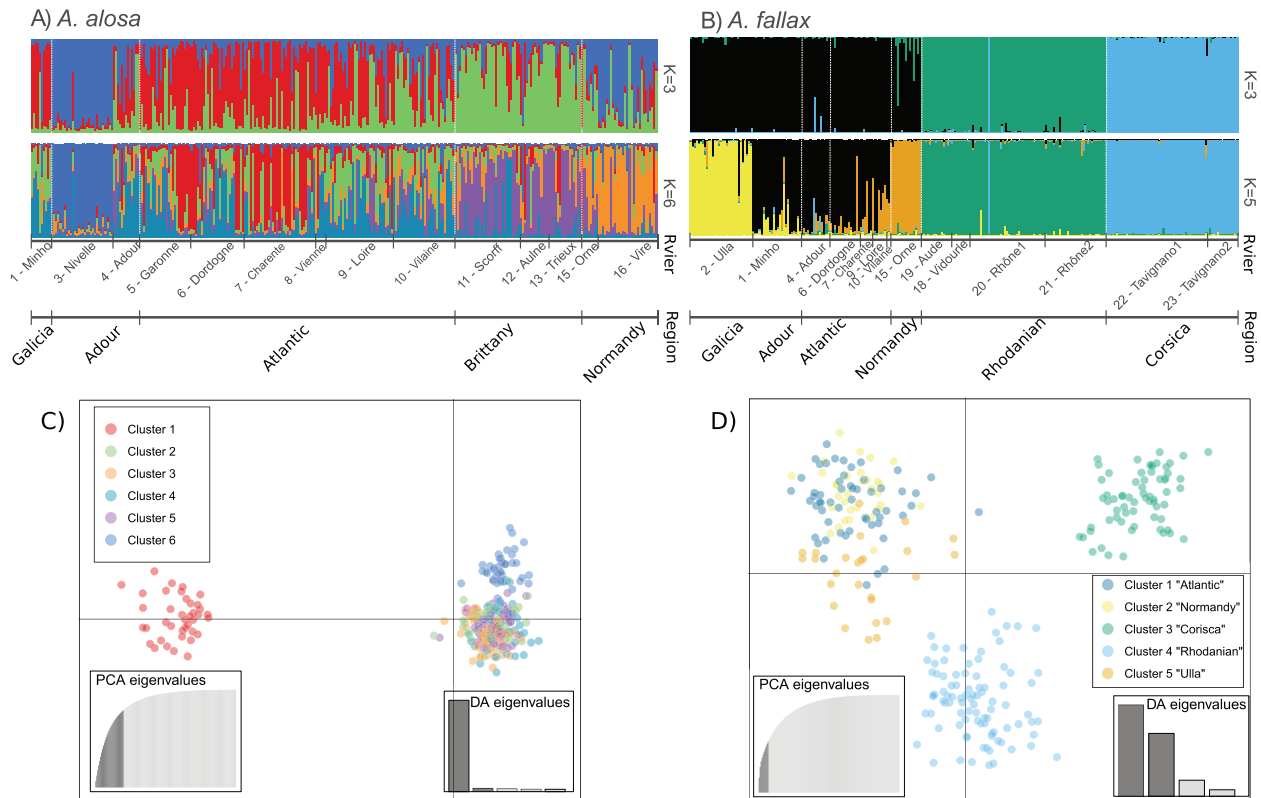 A) A. alosa
K=3
K=6
1 - Minho
3- Nivelle
4 - Adour
5 - Garonne
6 - Dordogne
7 - Charente
8 - Vienne
9 - Loire
10 - Vilaine
11 - Scorff
12 - Aulne
13 - Trieux
15 - Orne
16 - Vire
Rvier
Galicia
Adour
Atlantic
Brittany
Normandy
Region
B) A. fallax
K=3
K=5
2 - Ulla
1 - Minho
4 - Adour
6 - Dordogne
7 - Charente
9 - Loire
10 - Vilaine
15 - Orne
19 - Aude
18 - Vidourle
20 - Rhône1
21 - Rhône2
22 - Tavignano1
23 - Tavignano2
Rvier
Galicia
Adour
Atlantic
Normandy
Rhodanian
Corsica
Region
C)
Cluster 1
Cluster 2
Cluster 3
Cluster 4
Cluster 5
Cluster 6
PCA eigenvalues
DA eigenvalues
D)
Cluster 1 "Atlantic"
Cluster 2 "Normandy"
Cluster 3 "Corisca"
Cluster 4 "Rhodanian"
Cluster 5 "Ulla"
PCA eigenvalues
DA eigenvalues